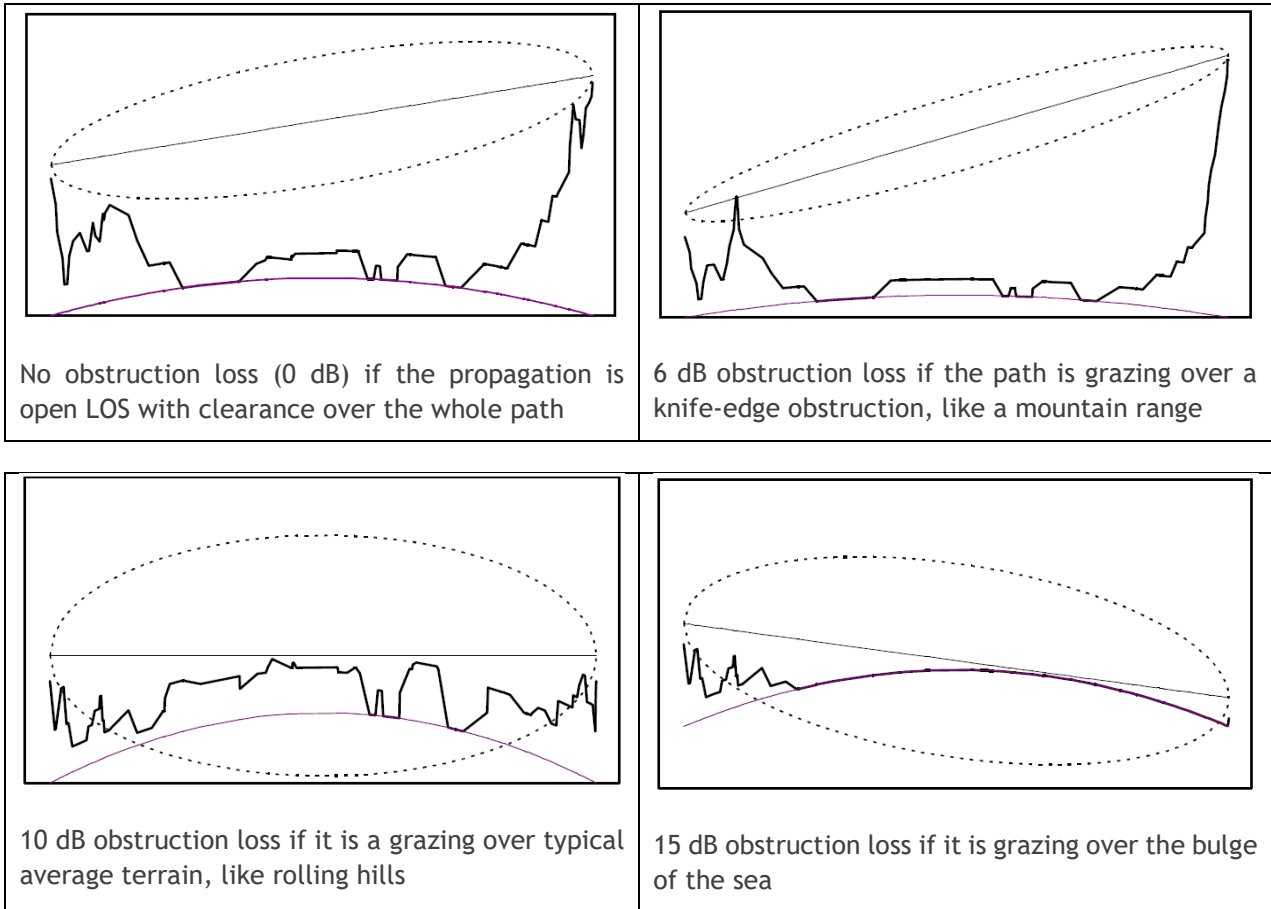 No obstruction loss (0 dB) if the propagation is
open LOS with clearance over the whole path
6 dB obstruction loss if the path is grazing over a
knife-edge obstruction, like a mountain range
10 dB obstruction loss if it is a grazing over typical
average terrain, like rolling hills
15 dB obstruction loss if it is grazing over the bulge
of the sea